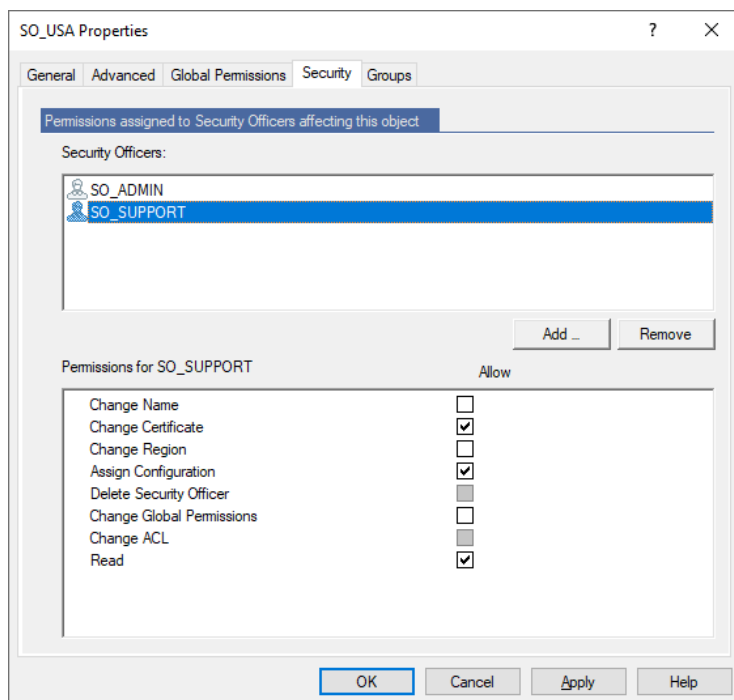 SO_USA Properties
?
General Advanced Global Permissions Security Groups
Permissions assigned to Security Officers affecting this object
Security Officers:
SO_ADMIN
SO_SUPPORT
Add ... Remove
Permissions for SO_SUPPORT Allow
Change Name
Change Certificate
Change Region
Assign Configuration
Delete Security Officer
Change Global Permissions
Change ACL
Read
OK Cancel Apply Help